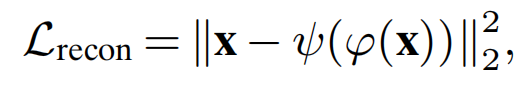 ℒ_recon = ‖𝐱 − ψ(φ(𝐱))‖₂²,